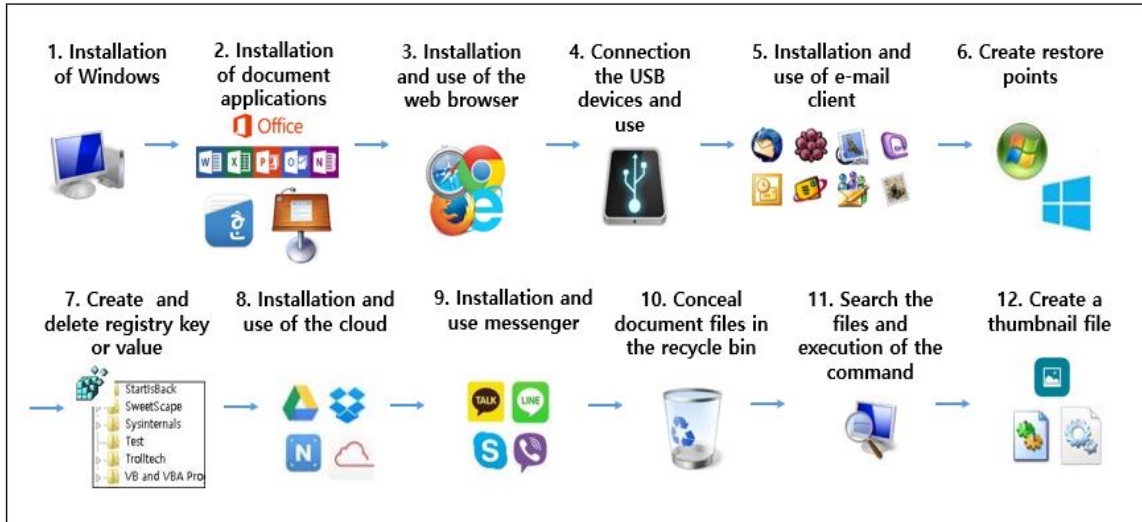 1. Installation
of Windows
2. Installation
of document
applications
Office
W X P O N
3. Installation
and use of the
web browser
4. Connection
the USB
devices and
use
5. Installation and
use of e-mail
client
6. Create restore
points
7. Create and
delete registry key
or value
StartIsBack
SweetScape
Sysinternals
Test
Trolltech
VB and VBA Pro
8. Installation and
use of the cloud
N
9. Installation and
use messenger
TALK
LINE
S
10. Conceal
document files in
the recycle bin
11. Search the
files and
execution of the
command
12. Create a
thumbnail file